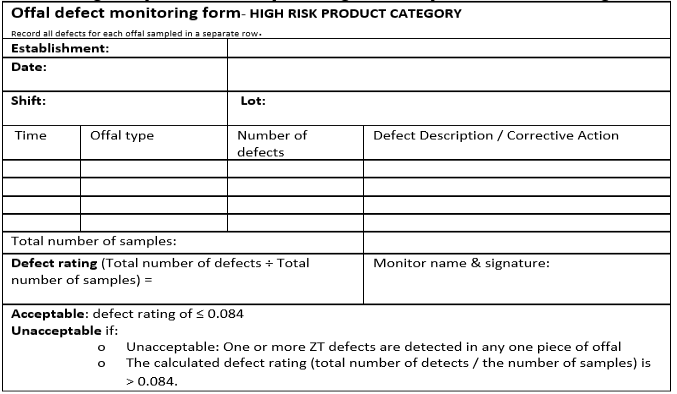 Offal defect monitoring form- HIGH RISK PRODUCT CATEGORY
Record all defects for each offal sampled in a separate row.
Establishment:
Date:
Shift: Lot:
Time Offal type Number of defects Defect Description / Corrective Action
Total number of samples:
Defect rating (Total number of defects ÷ Total
number of samples) =
Monitor name & signature:
Acceptable: defect rating of ≤ 0.084
Unacceptable if:
o Unacceptable: One or more ZT defects are detected in any one piece of offal
o The calculated defect rating (total number of detects / the number of samples) is
> 0.084.